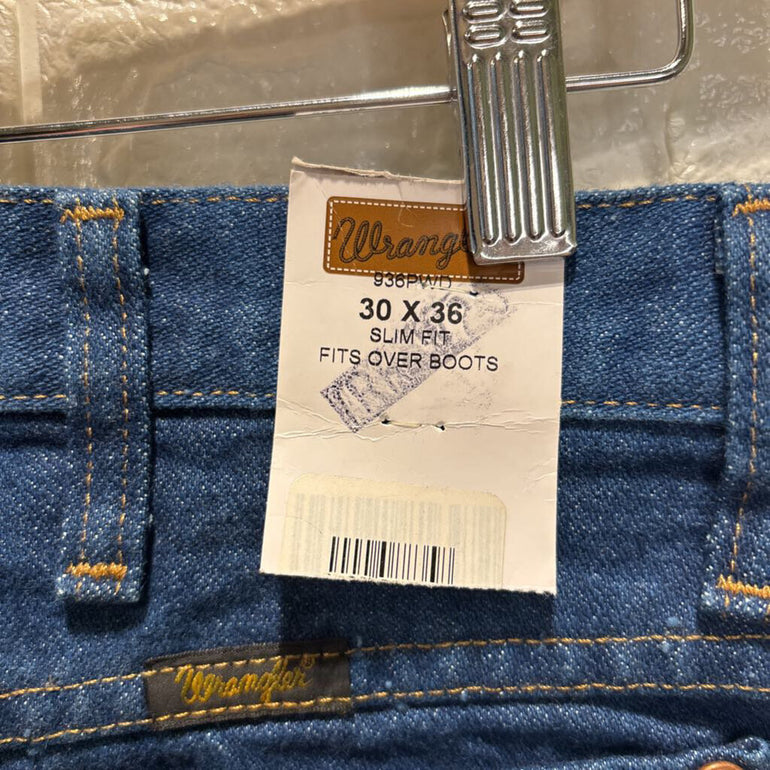 Wrangler
936PWD
30 X 36
SLIM FIT
FITS OVER BOOTS
Wrangler®